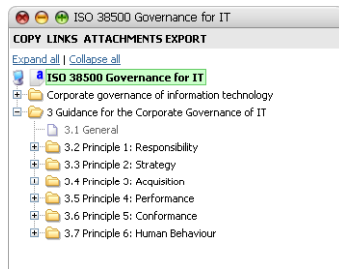 ISO 38500 Governance for IT
COPY LINKS ATTACHMENTS EXPORT
Expand all | Collapse all
a ISO 38500 Governance for IT
Corporate governance of information technology
3 Guidance for the Corporate Governance of IT
3.1 General
3.2 Principle 1: Responsibility
3.3 Principle 2: Strategy
3.4 Principle 3: Acquisition
3.5 Principle 4: Performance
3.6 Principle 5: Conformance
3.7 Principle 6: Human Behaviour